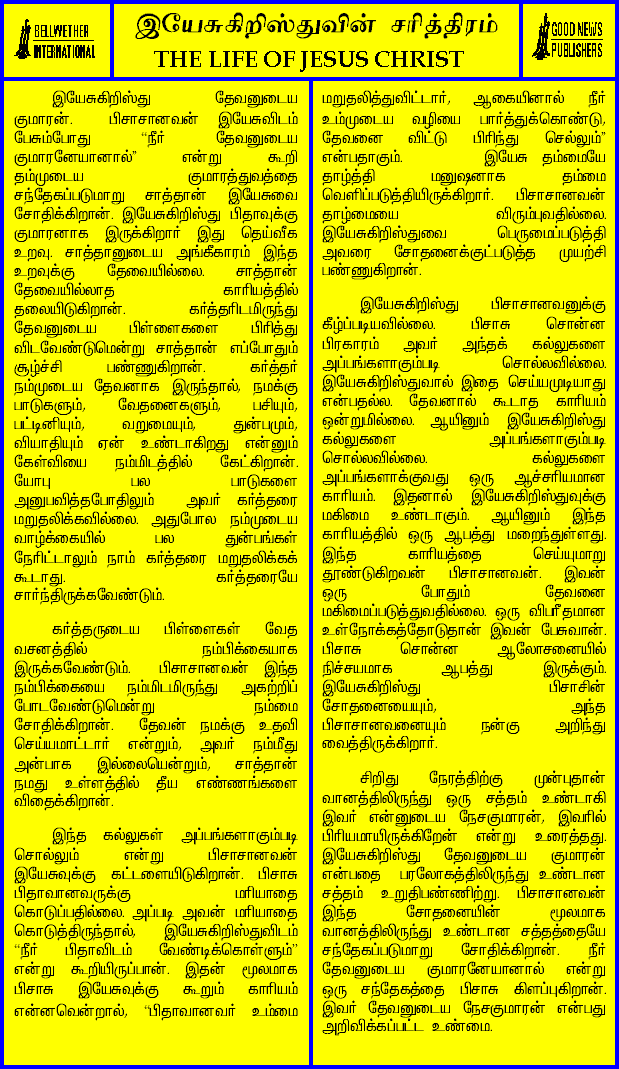 BELLWETHER
INTERNATIONAL
இயேசுகிறிஸ்துவின் சரித்திரம்
THE LIFE OF JESUS CHRIST
GOOD NEWS
PUBLISHERS
இயேசுகிறிஸ்து தேவனுடைய
குமாரன். பிசாசானவன் இயேசுவிடம்
பேசும்போது “நீர் தேவனுடைய
குமாரனேயானால்” என்று கூறி
தம்முடைய குமாரத்துவத்தை
சந்தேகப்படுமாறு சாத்தான் இயேசுவை
சோதிக்கிறான். இயேசுகிறிஸ்து பிதாவுக்கு
குமாரனாக இருக்கிறார் இது தெய்வீக
உறவு. சாத்தானுடைய அங்கீகாரம் இந்த
உறவுக்கு தேவையில்லை. சாத்தான்
தேவையில்லாத காரியத்தில்
தலையிடுகிறான். கர்த்தரிடமிருந்து
தேவனுடைய பிள்ளைகளை பிரித்து
விடவேண்டுமென்று சாத்தான் எப்போதும்
சூழ்ச்சி பண்ணுகிறான். கர்த்தர்
நம்முடைய தேவனாக இருந்தால், நமக்கு
பாடுகளும், வேதனைகளும், பசியும்,
பட்டினியும், வறுமையும், துன்பமும்,
வியாதியும் ஏன் உண்டாகிறது என்னும்
கேள்வியை நம்மிடத்தில் கேட்கிறான்.
யோபு பல பாடுகளை
அனுபவித்தபோதிலும் அவர் கர்த்தரை
மறுதலிக்கவில்லை. அதுபோல நம்முடைய
வாழ்க்கையில் பல துன்பங்கள்
நேரிட்டாலும் நாம் கர்த்தரை மறுதலிக்கக்
கூடாது. கர்த்தரையே
சார்ந்திருக்கவேண்டும்.
கர்த்தருடைய பிள்ளைகள் வேத
வசனத்தில் நம்பிக்கையாக
இருக்கவேண்டும். பிசாசானவன் இந்த
நம்பிக்கையை நம்மிடமிருந்து அகற்றிப்
போடவேண்டுமென்று நம்மை
சோதிக்கிறான். தேவன் நமக்கு உதவி
செய்யமாட்டார் என்றும், அவர் நம்மீது
அன்பாக இல்லையென்றும், சாத்தான்
நமது உள்ளத்தில் தீய எண்ணங்களை
விதைக்கிறான்.
இந்த கல்லுகள் அப்பங்களாகும்படி
சொல்லும் என்று பிசாசானவன்
இயேசுவுக்கு கட்டளையிடுகிறான். பிசாசு
பிதாவானவருக்கு மரியாதை
கொடுப்பதில்லை. அப்படி அவன் மரியாதை
கொடுத்திருந்தால், இயேசுகிறிஸ்துவிடம்
“நீர் பிதாவிடம் வேண்டிக்கொள்ளும்”
என்று கூறியிருப்பான். இதன் மூலமாக
பிசாசு இயேசுவுக்கு கூறும் காரியம்
என்னவென்றால், “பிதாவானவர் உம்மை
மறுதலித்துவிட்டார், ஆகையினால் நீர்
உம்முடைய வழியை பார்த்துக்கொண்டு,
தேவனை விட்டு பிரிந்து செல்லும்”
என்பதாகும். இயேசு தம்மையே
தாழ்த்தி மனுஷனாக தம்மை
வெளிப்படுத்தியிருக்கிறார். பிசாசானவன்
தாழ்மையை விரும்புவதில்லை.
இயேசுகிறிஸ்துவை பெருமைப்படுத்தி
அவரை சோதனைக்குட்படுத்த முயற்சி
பண்ணுகிறான்.
இயேசுகிறிஸ்து பிசாசானவனுக்கு
கீழ்ப்படியவில்லை. பிசாசு சொன்ன
பிரகாரம் அவர் அந்தக் கல்லுகளை
அப்பங்களாகும்படி சொல்லவில்லை.
இயேசுகிறிஸ்துவால் இதை செய்யமுடியாது
என்பதல்ல. தேவனால் கூடாத காரியம்
ஒன்றுமில்லை. ஆயினும் இயேசுகிறிஸ்து
கல்லுகளை அப்பங்களாகும்படி
சொல்லவில்லை. கல்லுகளை
அப்பங்களாக்குவது ஒரு ஆச்சரியமான
காரியம். இதனால் இயேசுகிறிஸ்துவுக்கு
மகிமை உண்டாகும். ஆயினும் இந்த
காரியத்தில் ஒரு ஆபத்து மறைந்துள்ளது.
இந்த காரியத்தை செய்யுமாறு
தூண்டுகிறவன் பிசாசானவன். இவன்
ஒரு போதும் தேவனை
மகிமைப்படுத்துவதில்லை. ஒரு விபரீதமான
உள்நோக்கத்தோடுதான் இவன் பேசுவான்.
பிசாசு சொன்ன ஆலோசனையில்
நிச்சயமாக ஆபத்து இருக்கும்.
இயேசுகிறிஸ்து பிசாசின்
சோதனையையும், அந்த
பிசாசானவனையும் நன்கு அறிந்து
வைத்திருக்கிறார்.
சிறிது நேரத்திற்கு முன்புதான்
வானத்திலிருந்து ஒரு சத்தம் உண்டாகி
இவர் என்னுடைய நேசகுமாரன், இவரில்
பிரியமாயிருக்கிறேன் என்று உரைத்தது.
இயேசுகிறிஸ்து தேவனுடைய குமாரன்
என்பதை பரலோகத்திலிருந்து உண்டான
சத்தம் உறுதிபண்ணிற்று. பிசாசானவன்
இந்த சோதனையின் மூலமாக
வானத்திலிருந்து உண்டான சத்தத்தையே
சந்தேகப்படுமாறு சோதிக்கிறான். நீர்
தேவனுடைய குமாரனேயானால் என்று
ஒரு சந்தேகத்தை பிசாசு கிளப்புகிறான்.
இவர் தேவனுடைய நேசகுமாரன் என்பது
அறிவிக்கப்பட்ட உண்மை.